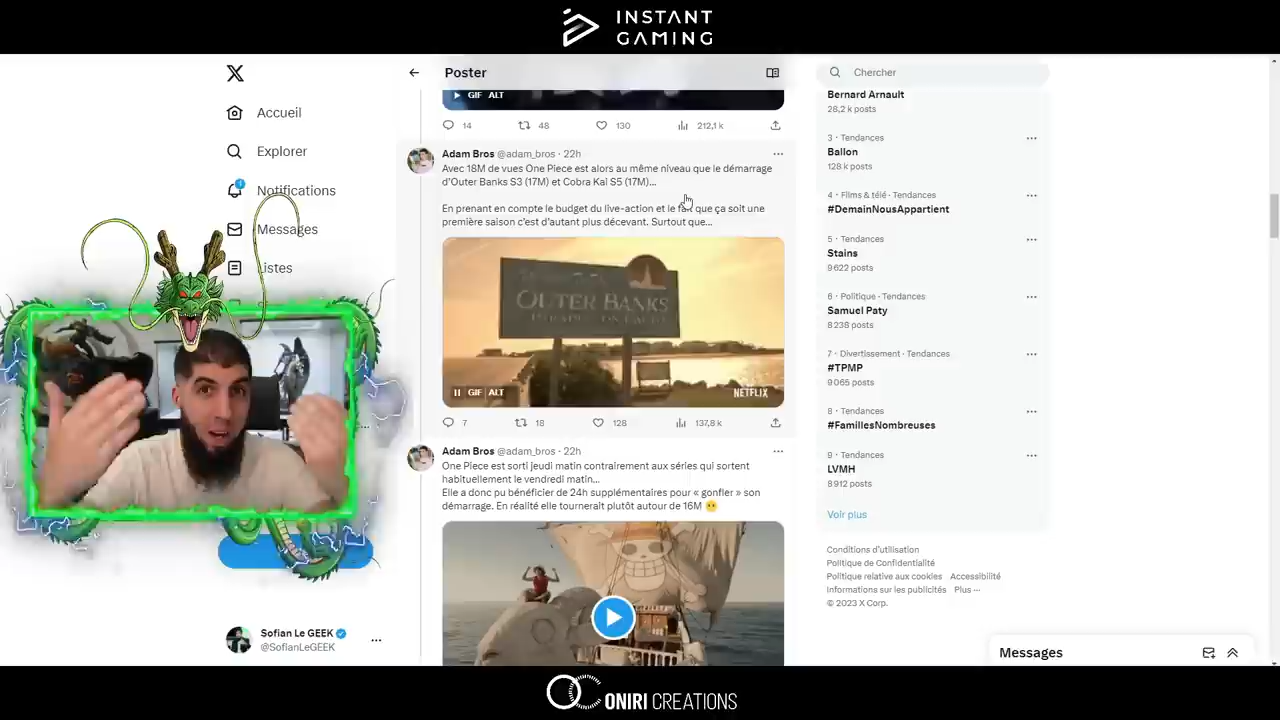 INSTANT
GAMING
Accueil
Explorer
1
Notifications
Messages
Listes
Sofian Le GEEK
@SofianLeGEEK
Poster
GIF ALT
14 48 130 212,1 k
Adam Bros @adam_bros · 22h
Avec 18M de vues One Piece est alors au même niveau que le démarrage
d'Outer Banks S3 (17M) et Cobra Kai S5 (17M)...
En prenant en compte le budget du live-action et le fait que ça soit une
première saison c'est d'autant plus décevant. Surtout que...
OUTER BANKS
GIF ALT
NETFLIX
7 18 128 137,8 k
Adam Bros @adam_bros · 22h
One Piece est sorti jeudi matin contrairement aux séries qui sortent
habituellement le vendredi matin...
Elle a donc pu bénéficier de 24h supplémentaires pour « gonfler » son
démarrage. En réalité elle tournerait plutôt autour de 16M
Chercher
Bernard Arnault
28,2 k posts
3 · Tendances
Ballon
128 k posts
4 · Films & télé · Tendances
#DemainNousAppartient
5 · Tendances
Stains
9 622 posts
6 · Politique · Tendances
Samuel Paty
8 238 posts
7 · Divertissement · Tendances
#TPMP
9 065 posts
8 · Tendances
#FamillesNombreuses
9 · Tendances
LVMH
8 912 posts
Voir plus
Conditions d'utilisation
Politique de Confidentialité
Politique relative aux cookies Accessibilité
Informations sur les publicités Plus ...
© 2023 X Corp.
Messages
ONIRI CREATIONS